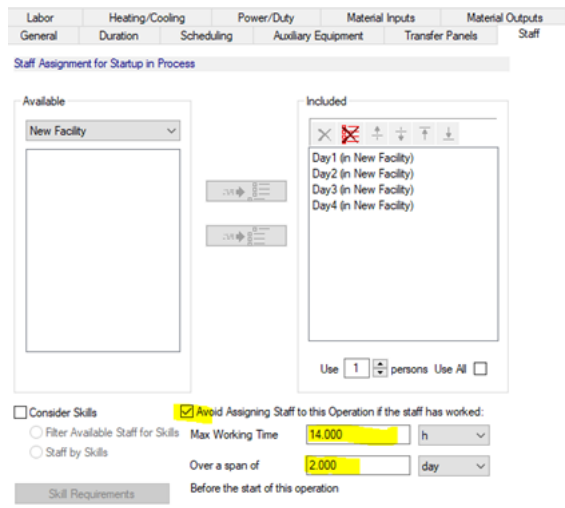 Labor Heating/Cooling Power/Duty Material Inputs Material Outputs
General Duration Scheduling Auxiliary Equipment Transfer Panels Staff
Staff Assignment for Startup in Process
Available Included
New Facility
Day1 (in New Facility)
Day2 (in New Facility)
Day3 (in New Facility)
Day4 (in New Facility)
Use 1 persons Use All
Consider Skills Avoid Assigning Staff to this Operation if the staff has worked:
Filter Available Staff for Skills Max Working Time 14.000 h
Staff by Skills
Over a span of 2.000 day
Skill Requirements Before the start of this operation